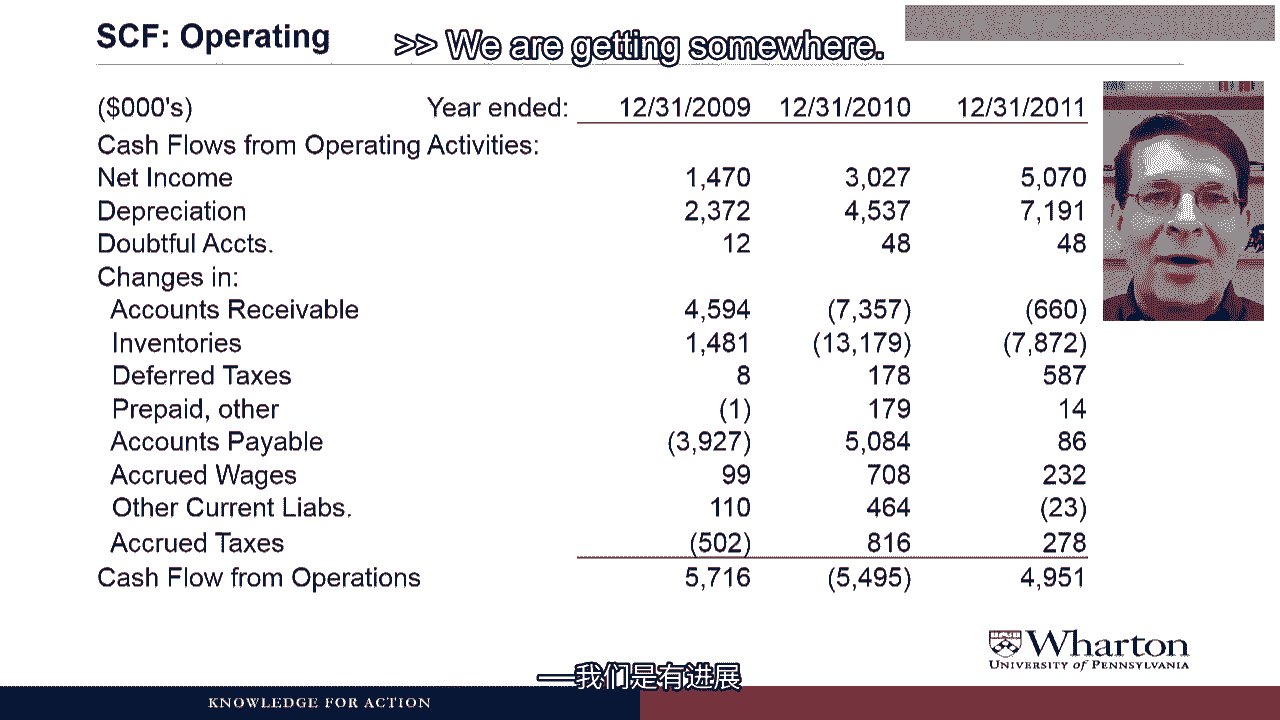 SCF: Operating
>> We are getting somewhere.
($000's) Year ended: 12/31/2009 12/31/2010 12/31/2011
Cash Flows from Operating Activities:
Net Income 1,470 3,027 5,070
Depreciation 2,372 4,537 7,191
Doubtful Accts. 12 48 48
Changes in:
Accounts Receivable 4,594 (7,357) (660)
Inventories 1,481 (13,179) (7,872)
Deferred Taxes 8 178 587
Prepaid, other (1) 179 14
Accounts Payable (3,927) 5,084 86
Accrued Wages 99 708 232
Other Current Liabs. 110 464 (23)
Accrued Taxes (502) 816 278
Cash Flow from Operations 5,716 (5,495) 4,951
Wharton
UNIVERSITY of PENNSYLVANIA
—我们是有进展
KNOWLEDGE FOR ACTION